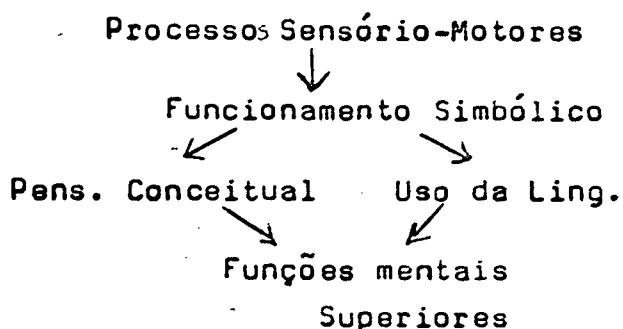 Processos Sensório-Motores
Funcionamento Simbólico
Pens. Conceitual Uso da Ling.
Funções mentais
Superiores